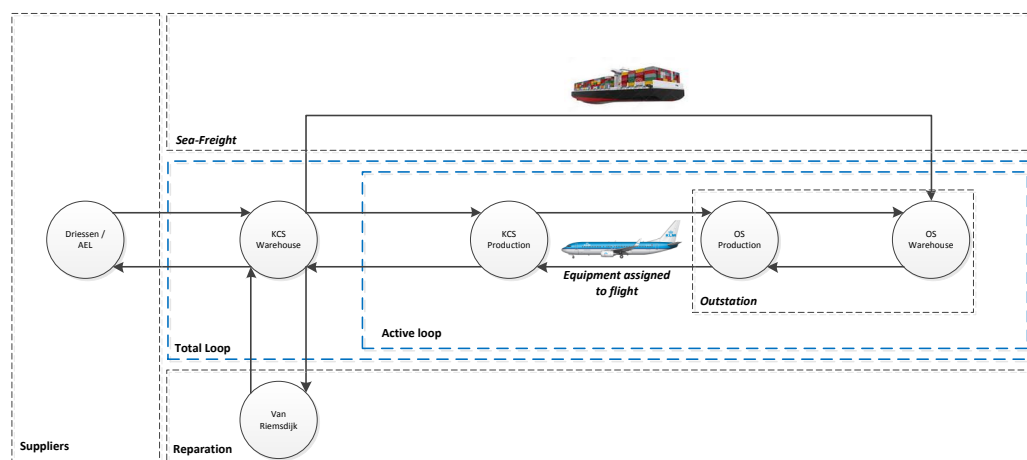 Sea-Freight
Driessen /
AEL
KCS
Warehouse
KCS
Production
KLM
OS
Production
OS
Warehouse
Equipment assigned
to flight
Outstation
Active loop
Total Loop
Van
Riemsdijk
Suppliers
Reparation